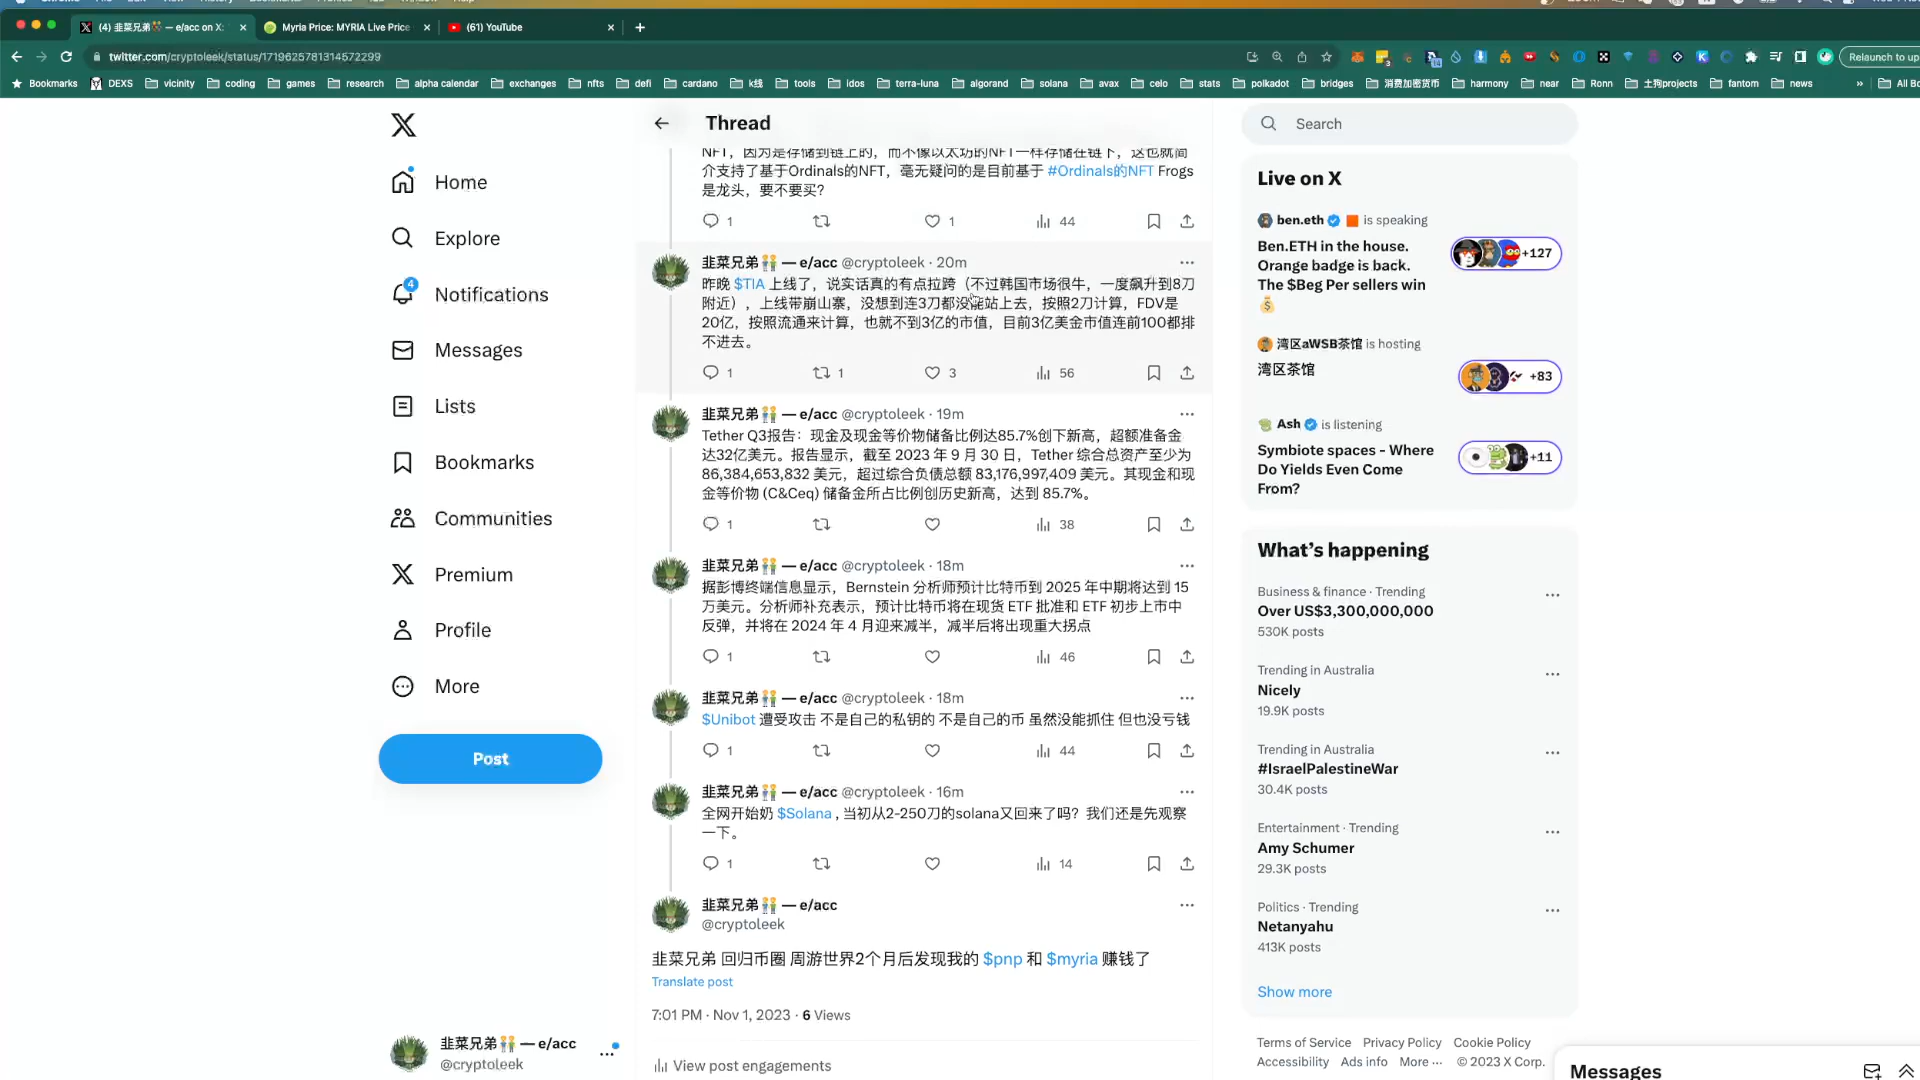 (4) 韭菜兄弟 — e/acc on X:
Myria Price: MYRIA Live Price
(61) YouTube
twitter.com/cryptoleek/status/1719625781314572299
Relaunch to up
Bookmarks
DEXS
vicinity
coding
games
research
alpha calendar
exchanges
nfts
defi
cardano
k线
tools
idos
terra-luna
algorand
solana
avax
celo
stats
polkadot
bridges
消费加密货币
harmony
near
Ronn
土狗projects
fantom
news
»
All Bo
Home
Explore
4
Notifications
Messages
Lists
Bookmarks
Communities
Premium
Profile
More
Post
韭菜兄弟 — e/acc
@cryptoleek
Thread
NFT，因为是存储到链上的，而不像以太坊的NFT一样存储在链下，这也就简
介支持了基于Ordinals的NFT，毫无疑问的是目前基于 #Ordinals的NFT Frogs
是龙头，要不要买?
1 1 44
韭菜兄弟 — e/acc @cryptoleek · 20m
昨晚 $TIA 上线了，说实话真的有点拉跨（不过韩国市场很牛，一度飙升到8刀
附近），上线带崩山寨，没想到连3刀都没能站上去，按照2刀计算，FDV是
20亿，按照流通来计算，也就不到3亿的市值，目前3亿美金市值连前100都排
不进去。
1 1 3 56
韭菜兄弟 — e/acc @cryptoleek · 19m
Tether Q3报告：现金及现金等价物储备比例达85.7%创下新高，超额准备金
达32亿美元。报告显示，截至 2023 年 9 月 30 日，Tether 综合总资产至少为
86,384,653,832 美元，超过综合负债总额 83,176,997,409 美元。其现金和现
金等价物 (C&Ceq) 储备金所占比例创历史新高，达到 85.7%。
1 38
韭菜兄弟 — e/acc @cryptoleek · 18m
据彭博终端信息显示，Bernstein 分析师预计比特币到 2025 年中期将达到 15
万美元。分析师补充表示，预计比特币将在现货 ETF 批准和 ETF 初步上市中
反弹，并将在 2024 年 4 月迎来减半，减半后将出现重大拐点
1 46
韭菜兄弟 — e/acc @cryptoleek · 18m
$Unibot 遭受攻击 不是自己的私钥的 不是自己的币 虽然没能抓住 但也没亏钱
1 44
韭菜兄弟 — e/acc @cryptoleek · 16m
全网开始奶 $Solana , 当初从2-250刀的solana又回来了吗？我们还是先观察
一下。
1 14
韭菜兄弟 — e/acc
@cryptoleek
韭菜兄弟 回归币圈 周游世界2个月后发现我的 $pnp 和 $myria 赚钱了
Translate post
7:01 PM · Nov 1, 2023 · 6 Views
View post engagements
Search
Live on X
ben.eth is speaking
Ben.ETH in the house.
Orange badge is back.
The $Beg Per sellers win
+127
湾区aWSB茶馆 is hosting
湾区茶馆
+83
Ash is listening
Symbiote spaces - Where
Do Yields Even Come
From?
+11
What's happening
Business & finance · Trending
Over US$3,300,000,000
530K posts
Trending in Australia
Nicely
19.9K posts
Trending in Australia
#IsraelPalestineWar
30.4K posts
Entertainment · Trending
Amy Schumer
29.3K posts
Politics · Trending
Netanyahu
413K posts
Show more
Terms of Service Privacy Policy Cookie Policy
Accessibility Ads info More ··· © 2023 X Corp.
Messages